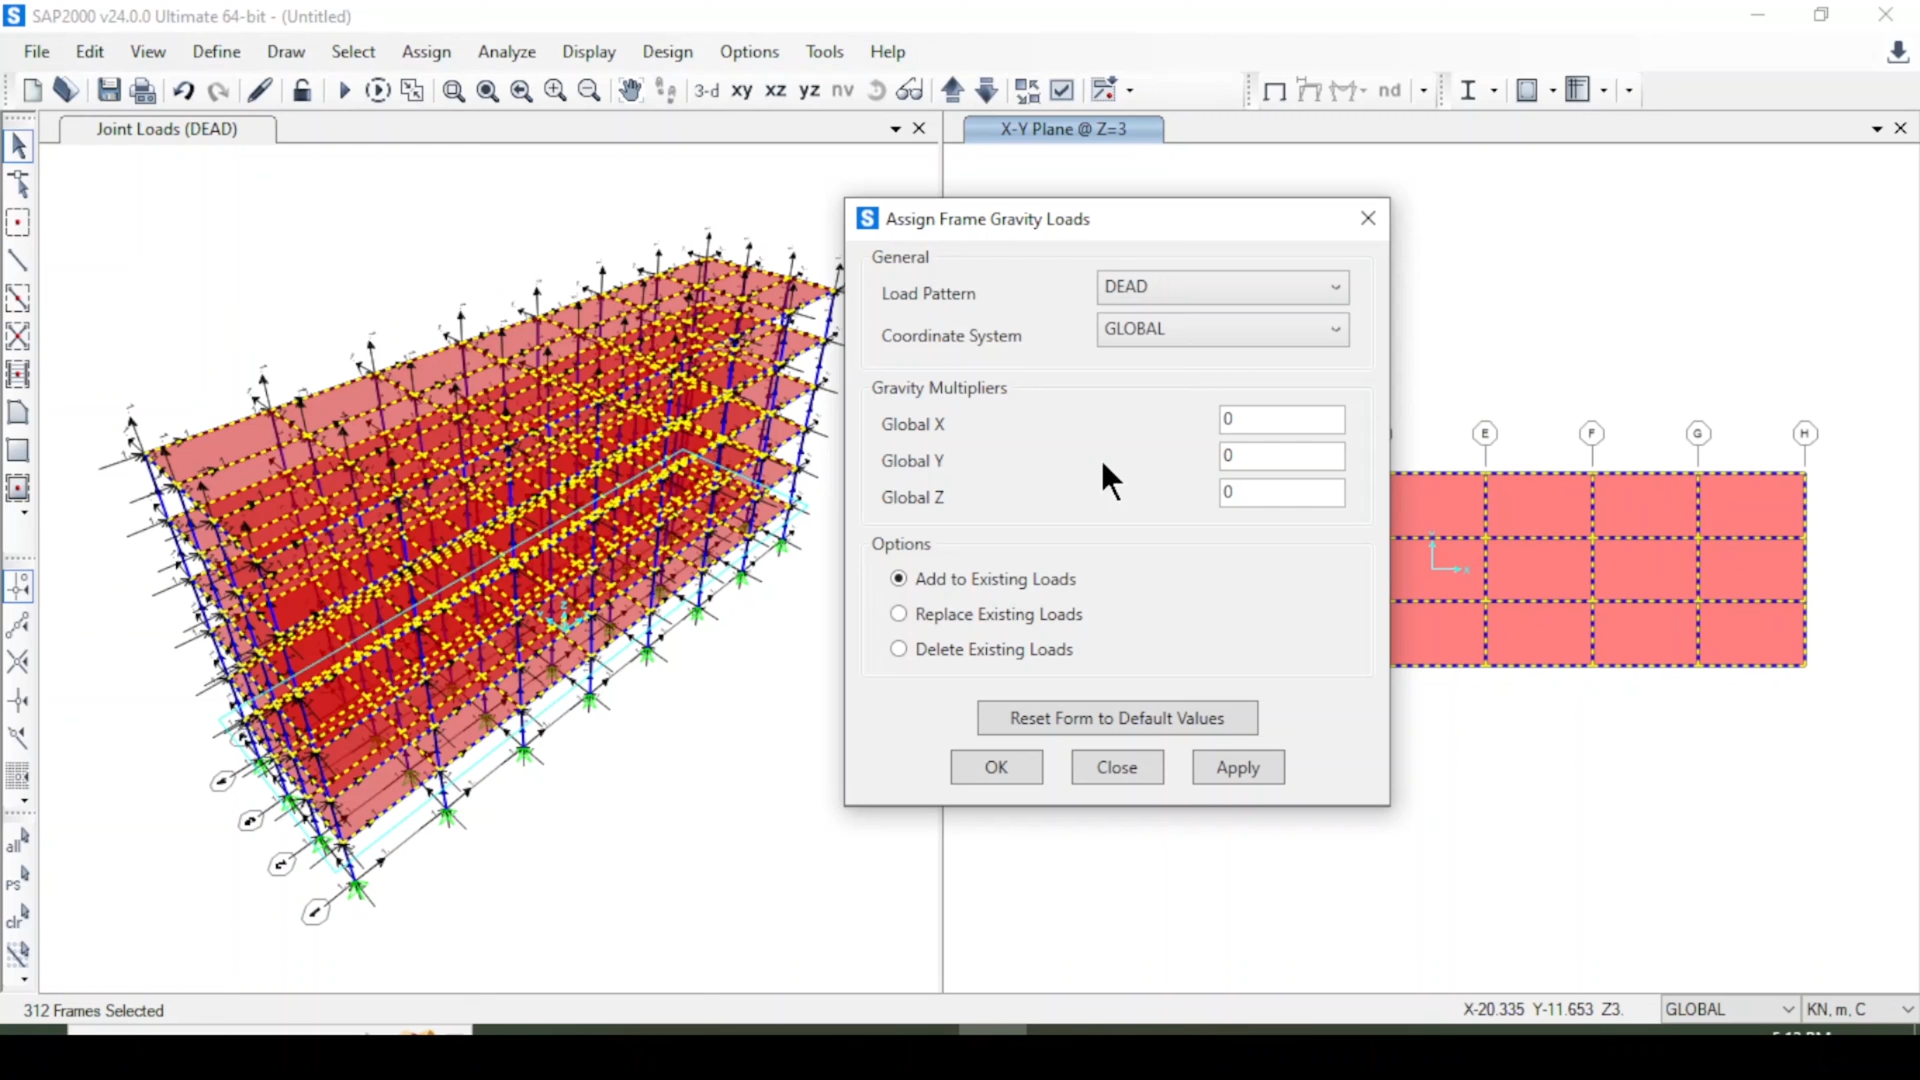 SAP2000 v24.0.0 Ultimate 64-bit - (Untitled)
File Edit View Define Draw Select Assign Analyze Display Design Options Tools Help
3-d xy xz yz nv nd
Joint Loads (DEAD)
X-Y Plane @ Z=3
Assign Frame Gravity Loads
General
Load Pattern DEAD
Coordinate System GLOBAL
Gravity Multipliers
Global X 0
Global Y 0
Global Z 0
Options
Add to Existing Loads
Replace Existing Loads
Delete Existing Loads
Reset Form to Default Values
OK Close Apply
E F G H
all
PS
clr
312 Frames Selected
X-20.335 Y-11.653 Z3.
GLOBAL
KN, m, C